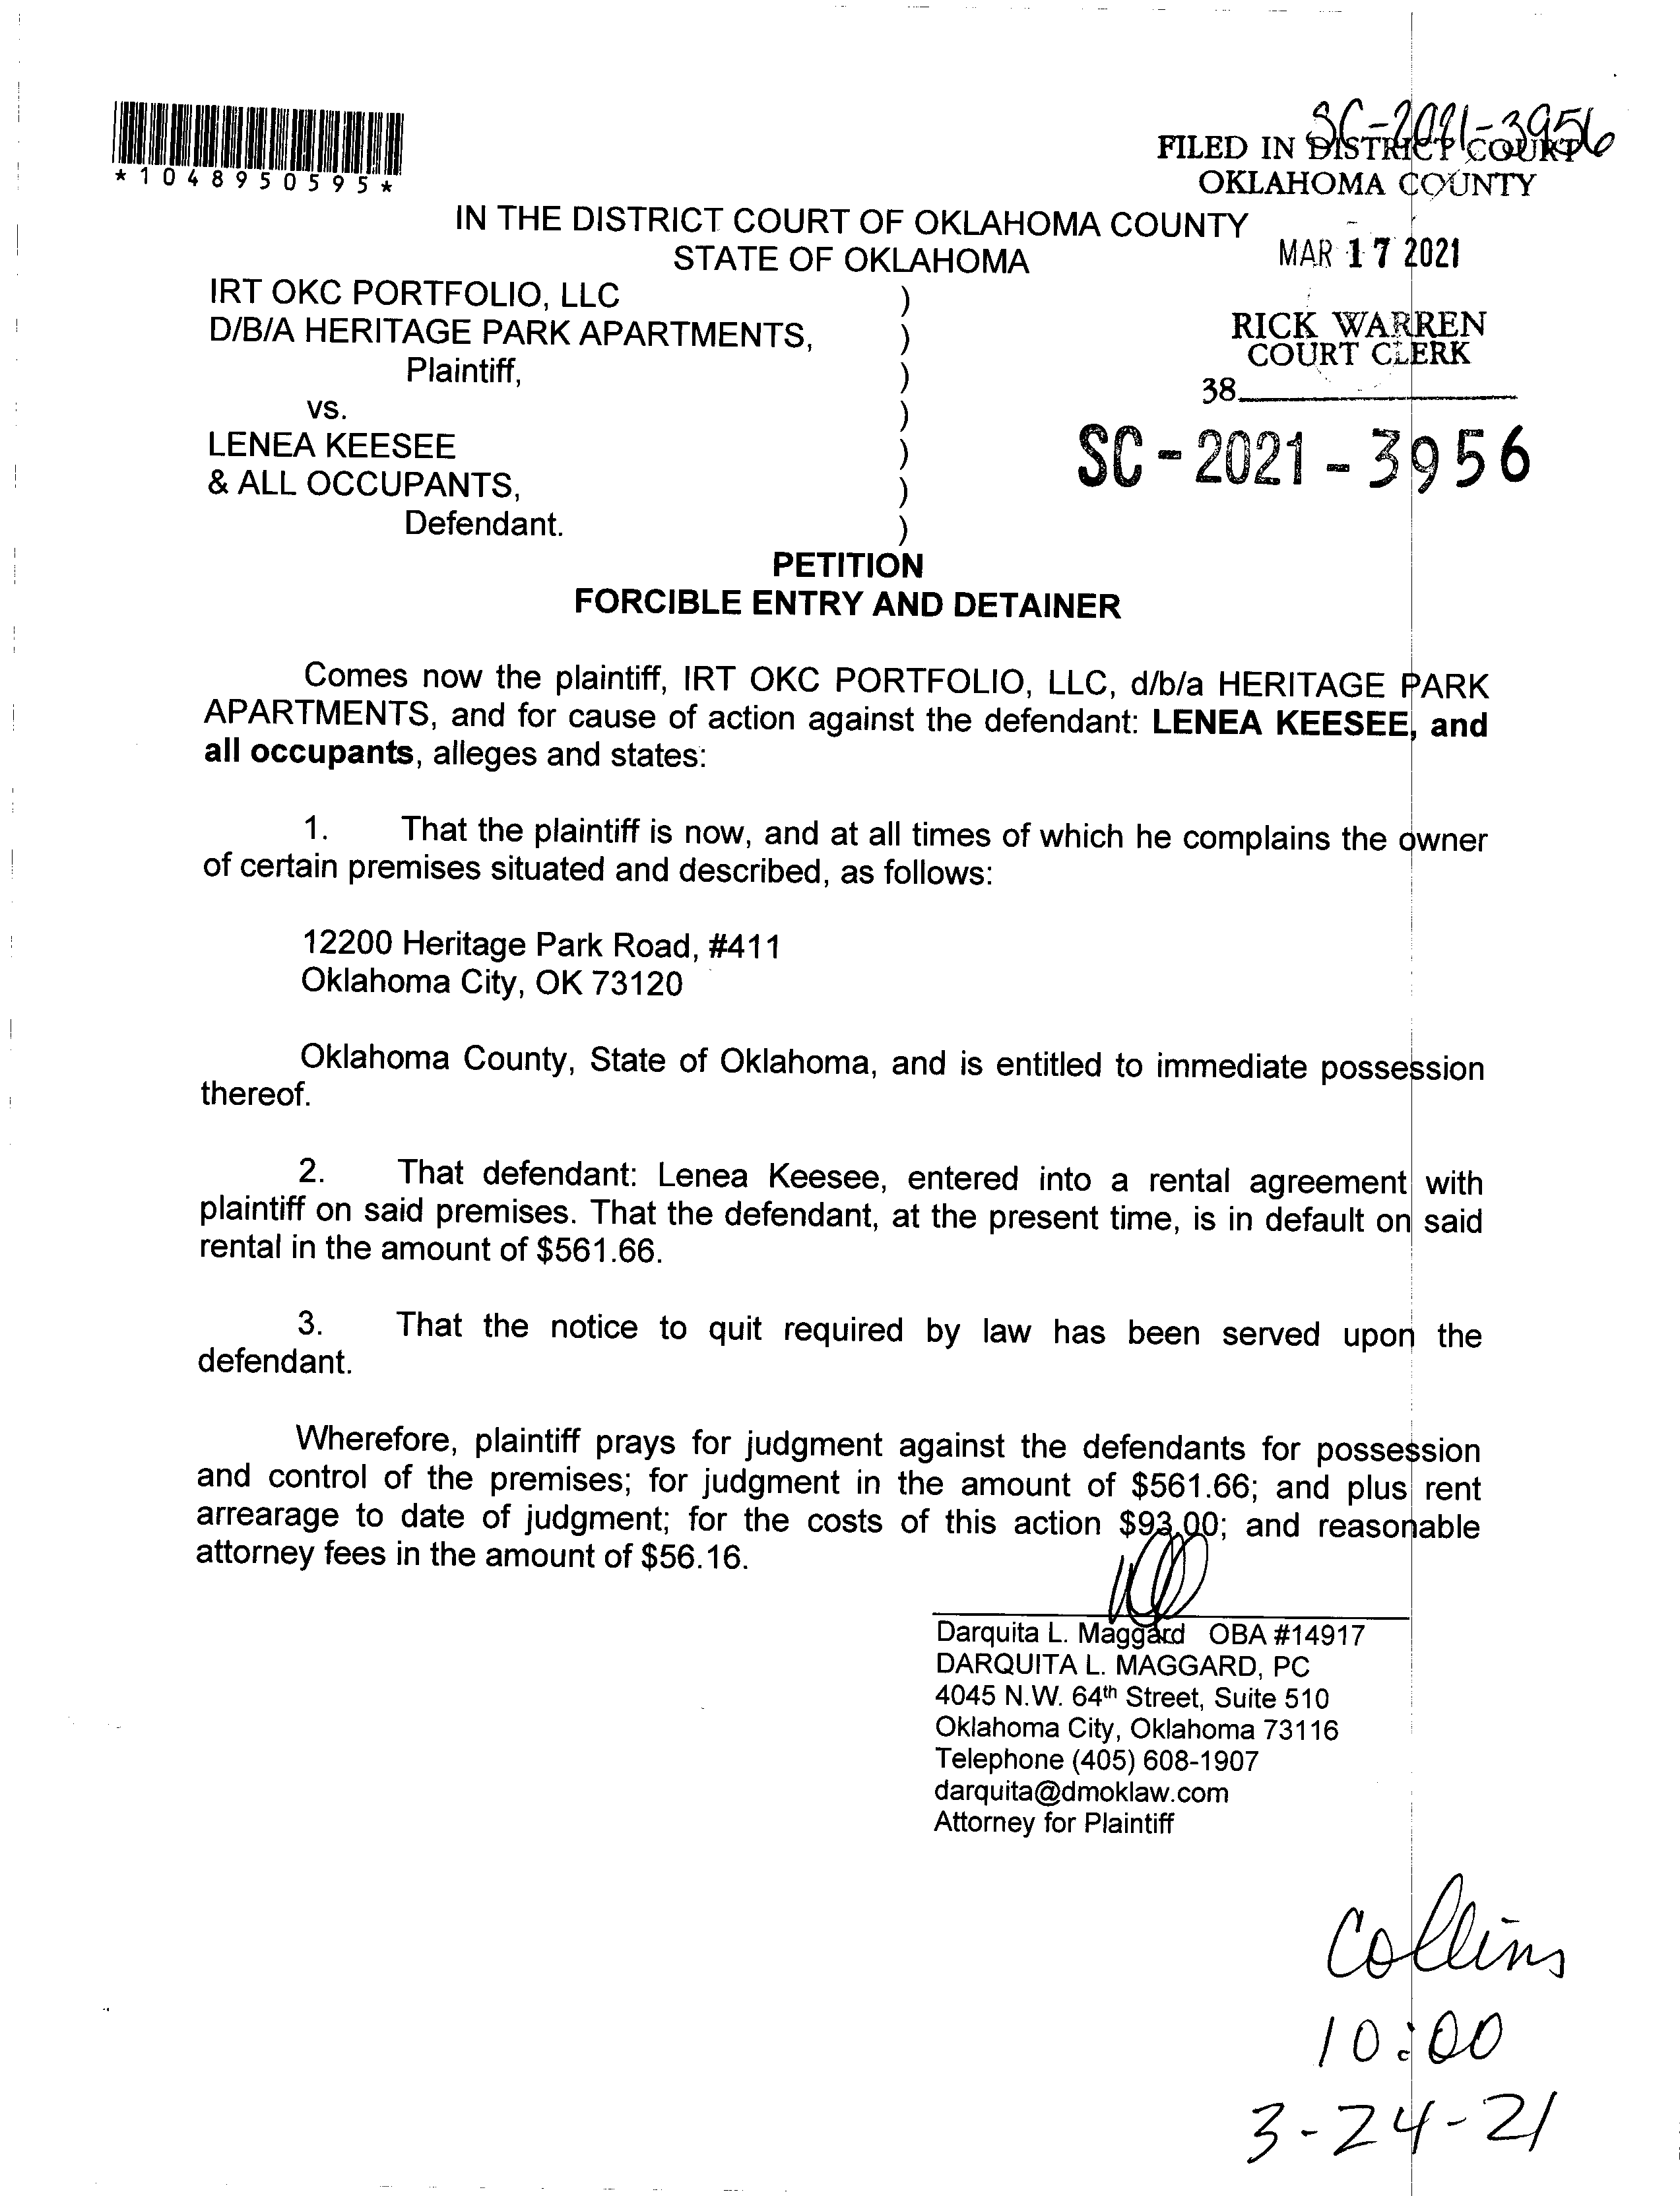 SC-2021-3956
FILED IN DISTRICT COURT
OKLAHOMA COUNTY
*1048950595*
IN THE DISTRICT COURT OF OKLAHOMA COUNTY
STATE OF OKLAHOMA
MAR 17 2021
IRT OKC PORTFOLIO, LLC )
D/B/A HERITAGE PARK APARTMENTS, )
Plaintiff, )
RICK WARREN
COURT CLERK
38
vs. )
LENEA KEESEE )
& ALL OCCUPANTS, )
Defendant. )
SC-2021-3956
PETITION
FORCIBLE ENTRY AND DETAINER
Comes now the plaintiff, IRT OKC PORTFOLIO, LLC, d/b/a HERITAGE PARK
APARTMENTS, and for cause of action against the defendant: LENEA KEESEE, and
all occupants, alleges and states:
1. That the plaintiff is now, and at all times of which he complains the owner
of certain premises situated and described, as follows:
12200 Heritage Park Road, #411
Oklahoma City, OK 73120
Oklahoma County, State of Oklahoma, and is entitled to immediate possession
thereof.
2. That defendant: Lenea Keesee, entered into a rental agreement with
plaintiff on said premises. That the defendant, at the present time, is in default on said
rental in the amount of $561.66.
3. That the notice to quit required by law has been served upon the
defendant.
Wherefore, plaintiff prays for judgment against the defendants for possession
and control of the premises; for judgment in the amount of $561.66; and plus rent
arrearage to date of judgment; for the costs of this action $93.00; and reasonable
attorney fees in the amount of $56.16.
Darquita L. Maggard OBA #14917
DARQUITA L. MAGGARD, PC
4045 N.W. 64th Street, Suite 510
Oklahoma City, Oklahoma 73116
Telephone (405) 608-1907
darquita@dmoklaw.com
Attorney for Plaintiff
Collins
10:00
3-24-21